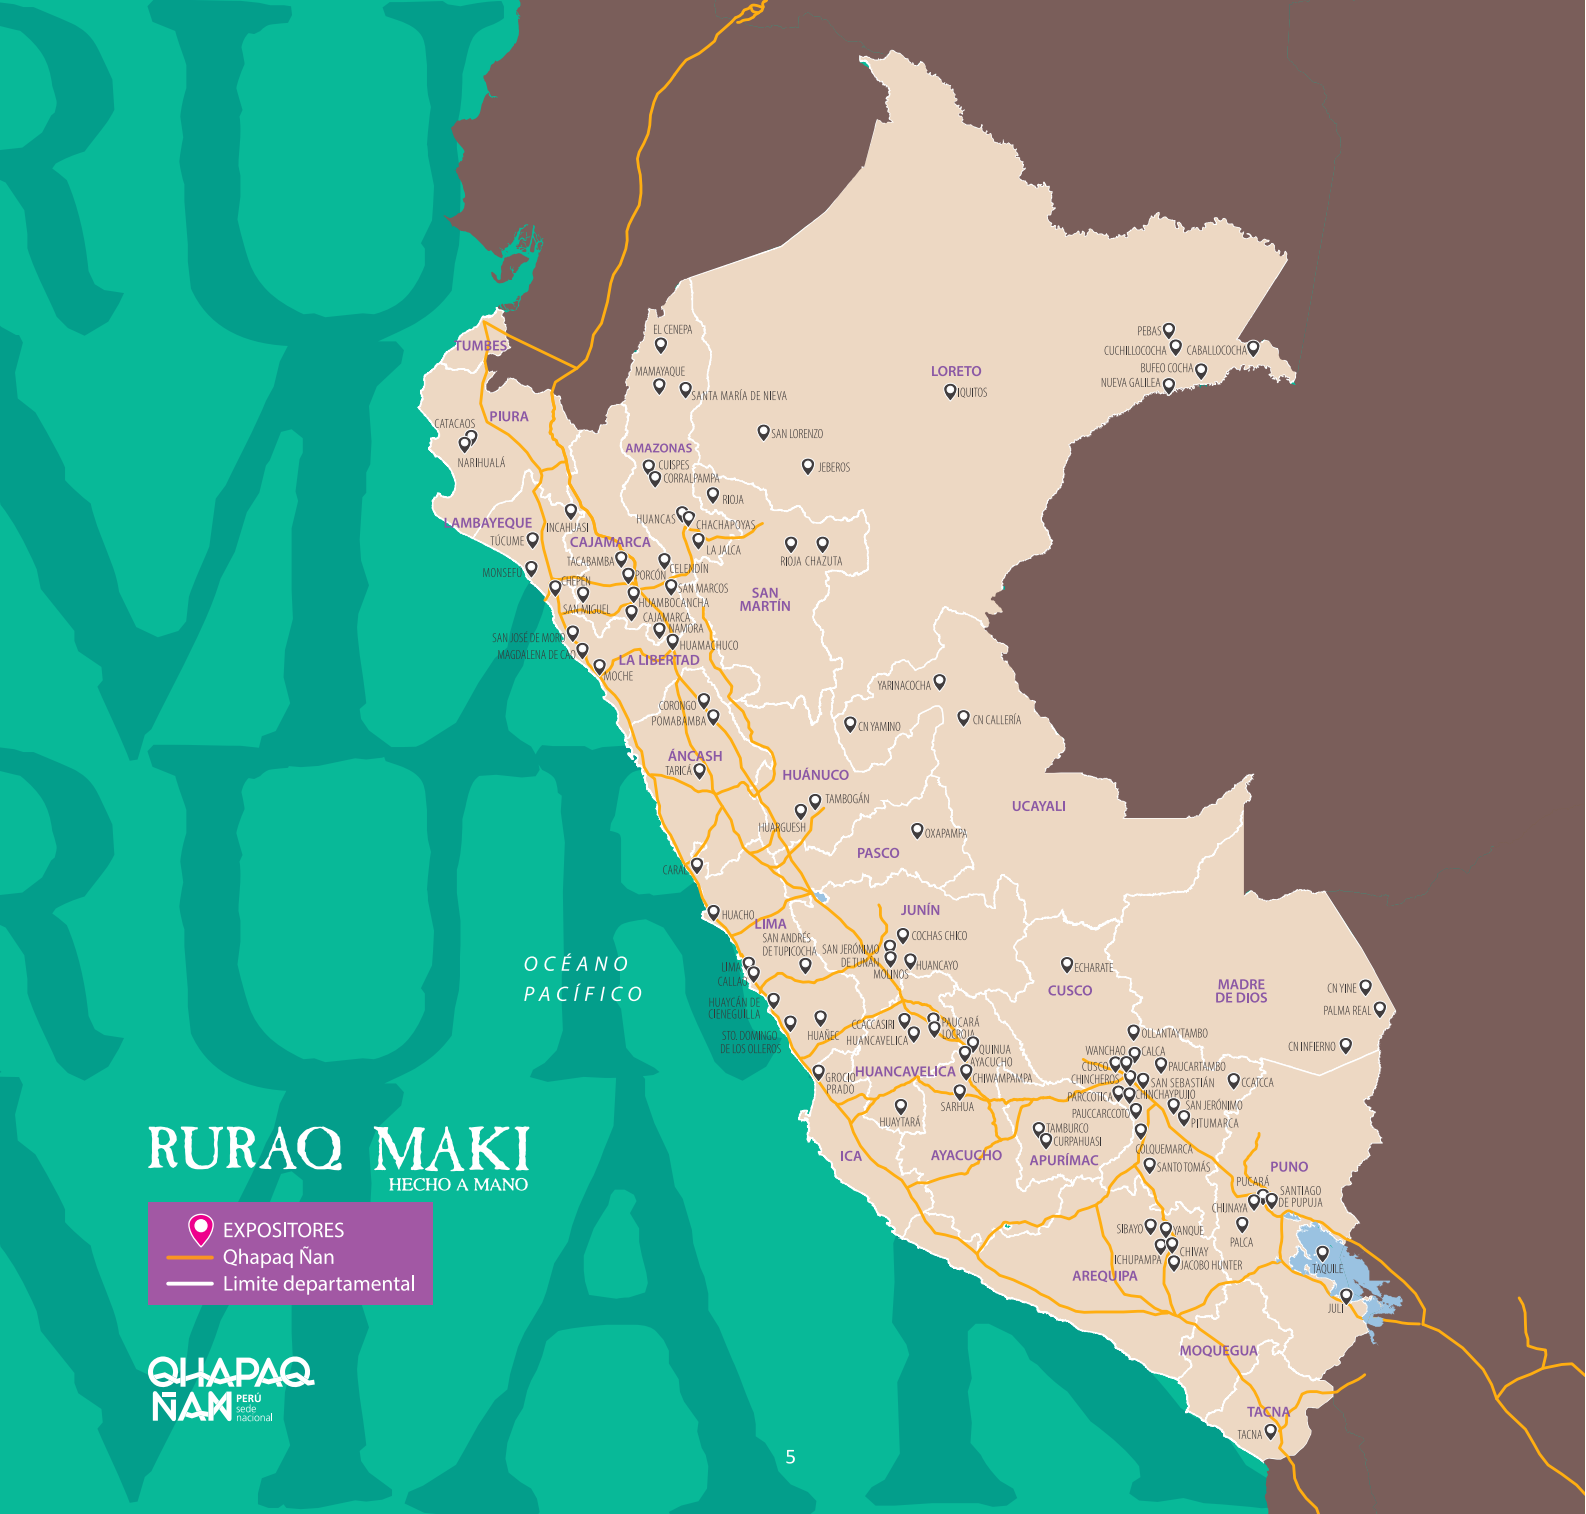 EL CENEPA
PEBAS
TUMBES
CUCHILLOCOCHA
CABALLOCOCHA
MAMAYAQUE
LORETO
BUFEO COCHA
NUEVA GALILEA
SANTA MARÍA DE NIEVA
IQUITOS
PIURA
CATACAOS
SAN LORENZO
AMAZONAS
NARIHUALÁ
CUISPES
JEBEROS
CORRALPAMPA
RIOJA
LAMBAYEQUE
INCAHUASI
HUANCAS
CHACHAPOYAS
TÚCUME
CAJAMARCA
LA JALCA
TACABAMBA
CELENDÍN
RIOJA
CHAZUTA
MONSEFÚ
CHEPÉN
PORCÓN
SAN MARCOS
SAN
MARTÍN
SAN MIGUEL
HUAMBOCANCHA
CAJAMARCA
NAMORA
SAN JOSÉ DE MORO
HUAMACHUCO
MAGDALENA DE CAO
LA LIBERTAD
MOCHE
YARINACOCHA
CORONGO
POMABAMBA
CN YAMINO
CN CALLERÍA
ÁNCASH
TARICÁ
HUÁNUCO
TAMBOGÁN
UCAYALI
HUARGUESH
OXAPAMPA
PASCO
CARAL
HUACHO
JUNÍN
LIMA
COCHAS CHICO
SAN ANDRÉS
DE TUPICOCHA
SAN JERÓNIMO
DE TUNÁN
MOLINOS
HUANCAYO
OCÉANO
PACÍFICO
LIMA
CALLAO
ECHARATE
CUSCO
MADRE
DE DIOS
CN YINE
PALMA REAL
HUAYCÁN DE
CIENEGUILLA
STO. DOMINGO
DE LOS OLLEROS
HUAÑEC
CCACCASIRI
HUANCAVELICA
PAUCARÁ
LOCROJA
OLLANTAYTAMBO
CN INFIERNO
QUINUA
AYACUCHO
WANCHAO
CALCA
CUSCO
PAUCARTAMBO
GROCIO
PRADO
HUANCAVELICA
CHIWAMPAMPA
CHINCHEROS
SAN SEBASTIÁN
CCATCCA
PARCCOTICA
CHINCHAYPUJIO
HUAYTARÁ
SARHUA
PAUCCARCCOTO
SAN JERÓNIMO
PITUMARCA
TAMBURCO
CURPAHUASI
COLQUEMARCA
ICA
AYACUCHO
APURÍMAC
SANTO TOMÁS
PUNO
PUCARÁ
SANTIAGO
DE PUPUJA
CHIJNAYA
SIBAYO
YANQUE
PALCA
ICHUPAMPA
CHIVAY
JACOBO HUNTER
TAQUILE
AREQUIPA
JULI
MOQUEGUA
TACNA
TACNA
RURAQ MAKI
HECHO A MANO
EXPOSITORES
Qhapaq Ñan
Limite departamental
QHAPAQ
ÑAN
PERÚ
sede
nacional
5